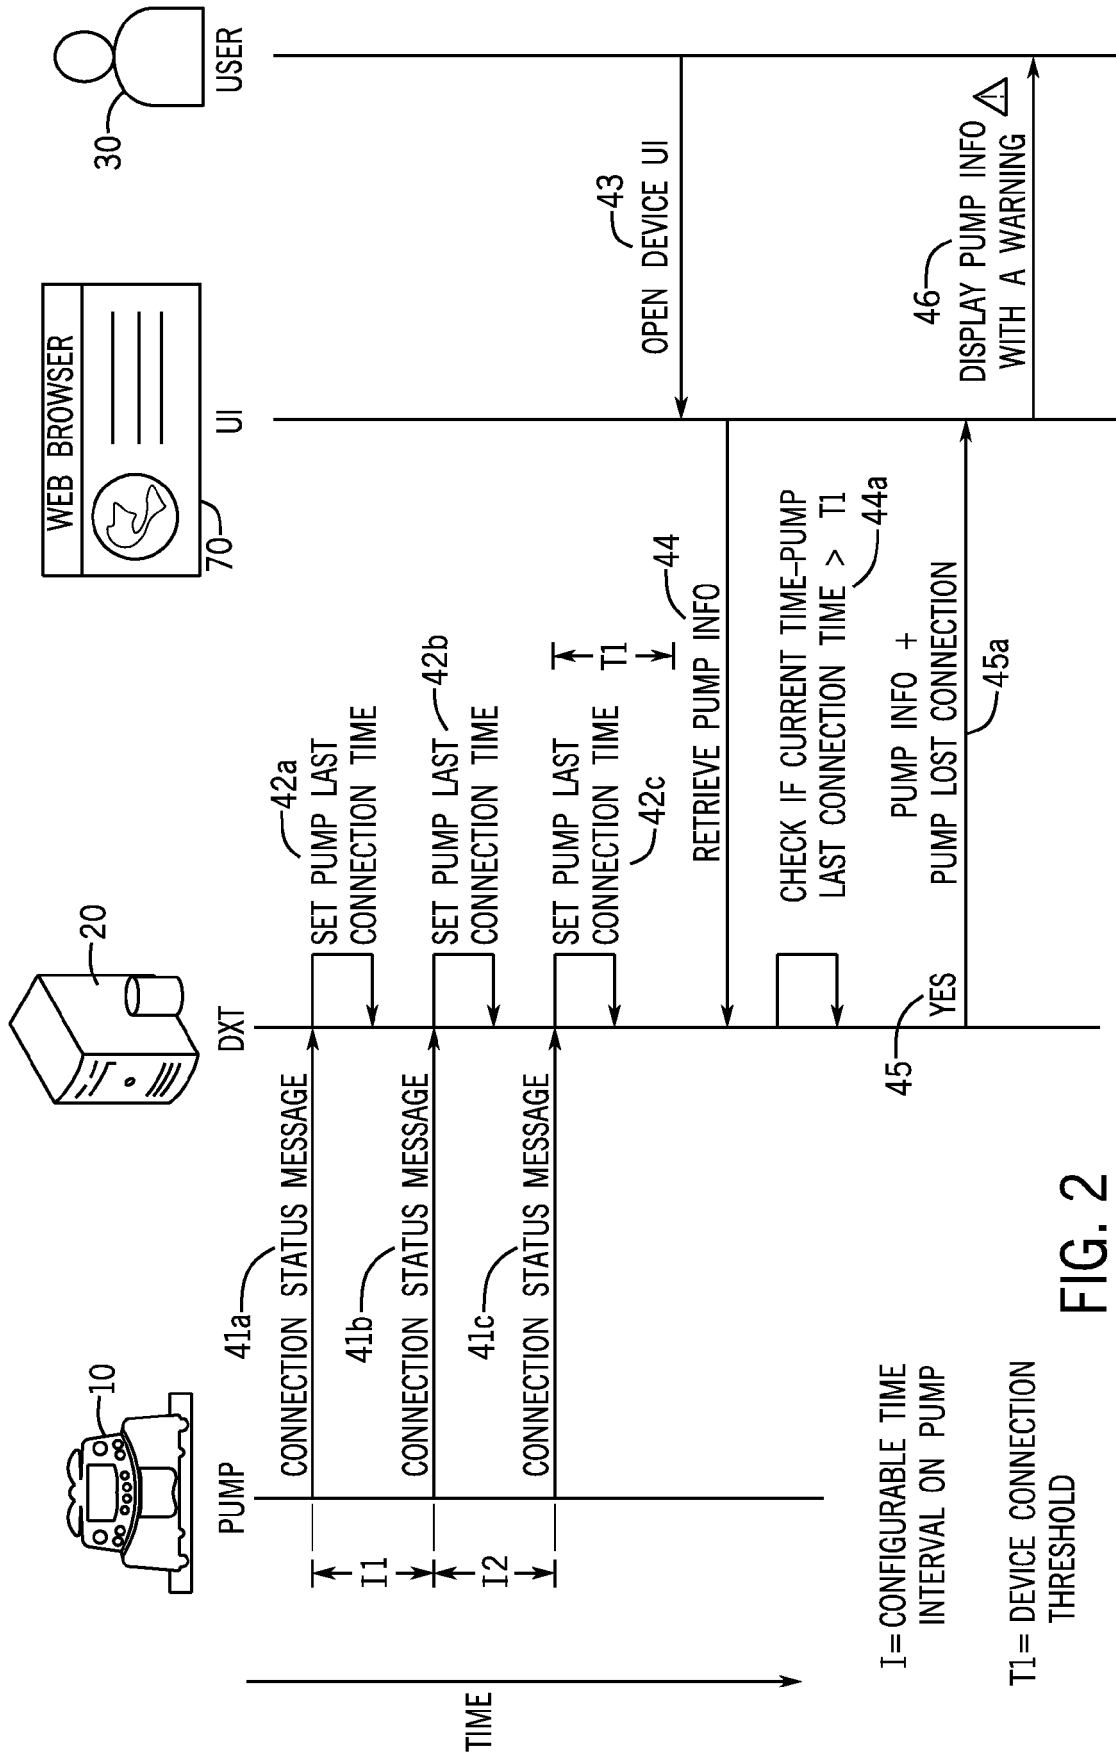 10
PUMP
20
DXT
WEB BROWSER
UI
70
30
USER
TIME
I1
I2
41a
CONNECTION STATUS MESSAGE
42a
SET PUMP LAST
CONNECTION TIME
41b
CONNECTION STATUS MESSAGE
42b
SET PUMP LAST
CONNECTION TIME
41c
CONNECTION STATUS MESSAGE
SET PUMP LAST
CONNECTION TIME
42c
T1
43
OPEN DEVICE UI
44
RETRIEVE PUMP INFO
CHECK IF CURRENT TIME-PUMP
LAST CONNECTION TIME > T1
44a
45
YES
PUMP INFO +
PUMP LOST CONNECTION
45a
46
DISPLAY PUMP INFO
WITH A WARNING
!
I= CONFIGURABLE TIME
INTERVAL ON PUMP
T1= DEVICE CONNECTION
THRESHOLD
FIG. 2